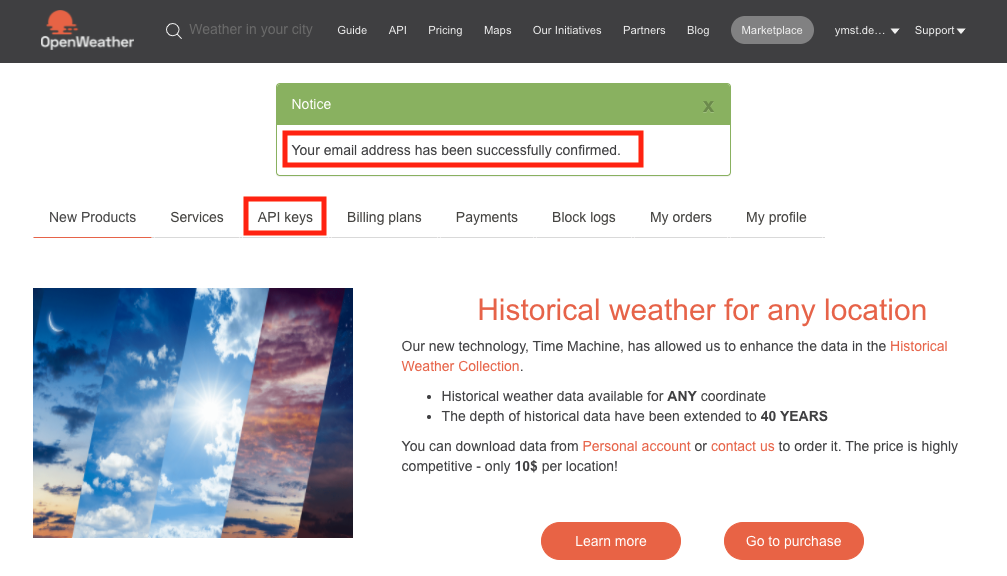 OpenWeather
Weather in your city
Guide API Pricing Maps Our Initiatives Partners Blog Marketplace ymst.de... Support
Notice x
Your email address has been successfully confirmed.
New Products Services API keys Billing plans Payments Block logs My orders My profile
Historical weather for any location
Our new technology, Time Machine, has allowed us to enhance the data in the Historical
Weather Collection.
• Historical weather data available for ANY coordinate
• The depth of historical data have been extended to 40 YEARS
You can download data from Personal account or contact us to order it. The price is highly
competitive - only 10$ per location!
Learn more Go to purchase